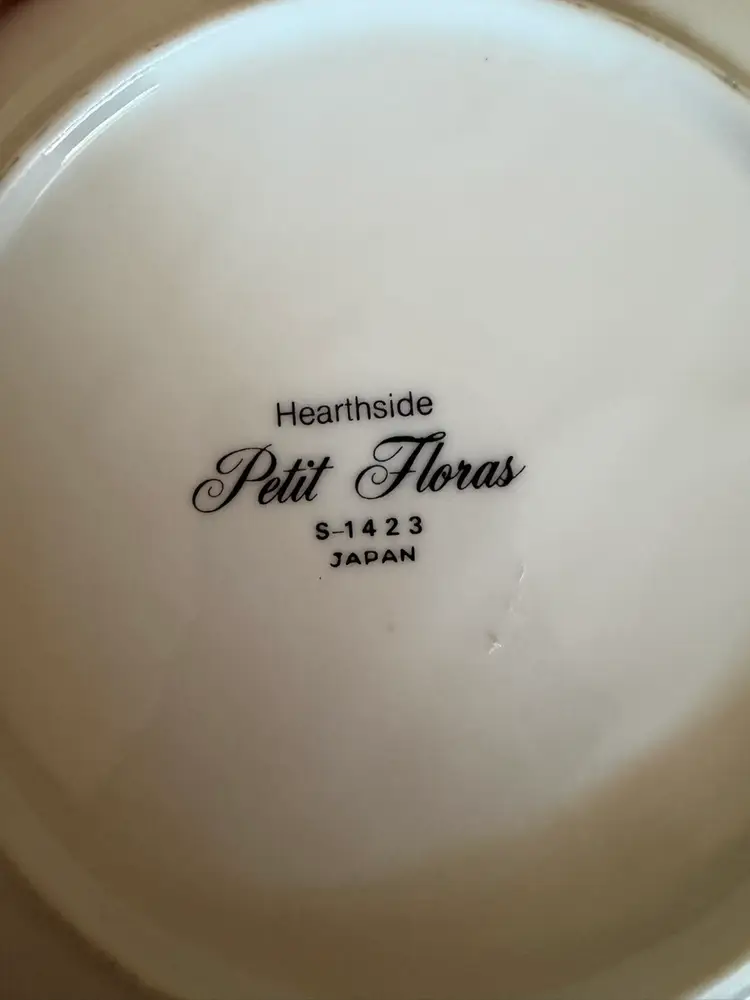 Hearthside
Petit Floras
S-1423
JAPAN